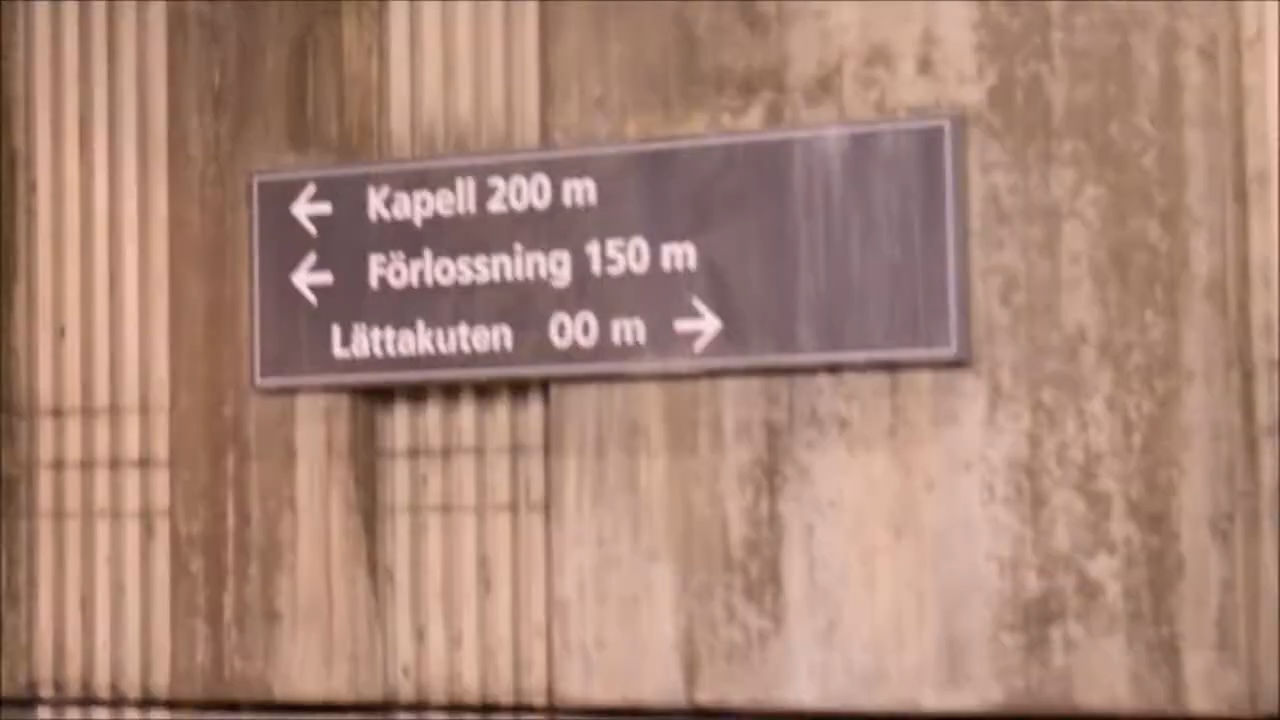 ← Kapell 200 m
← Förlossning 150 m
Lättakuten 00 m →